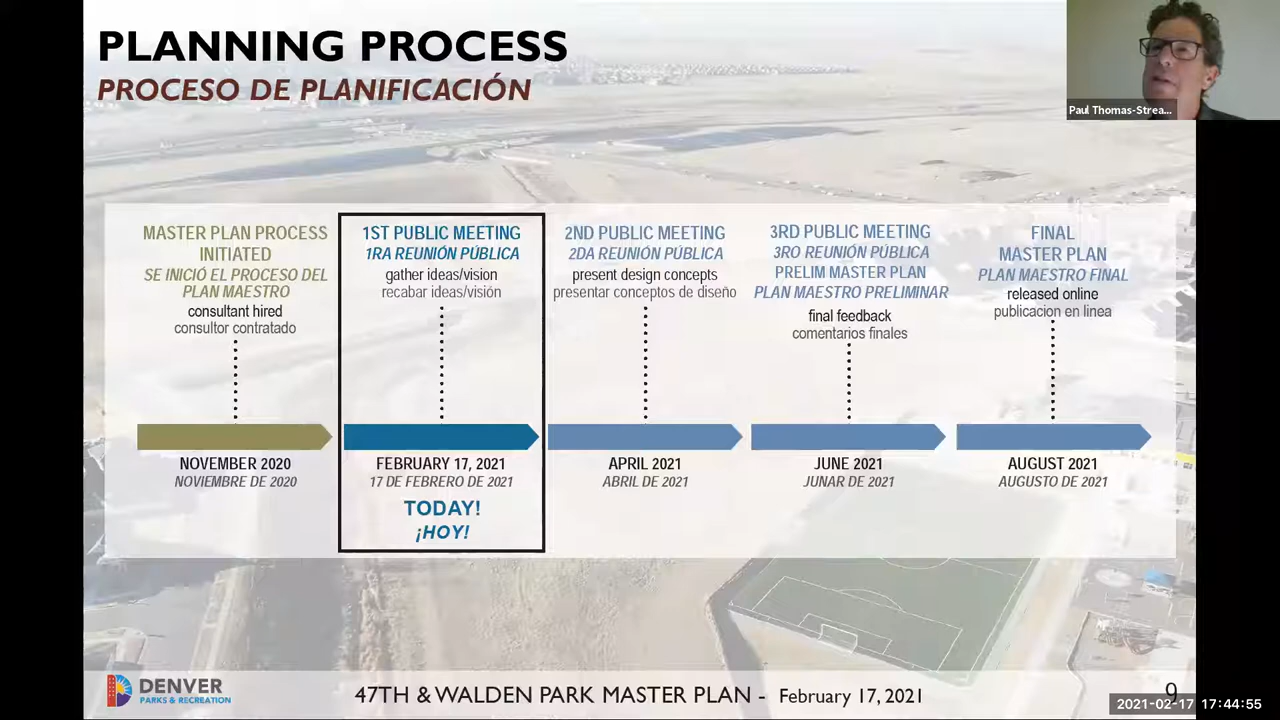 PLANNING PROCESS
PROCESO DE PLANIFICACIÓN
Paul Thomas-Strea...
MASTER PLAN PROCESS
INITIATED
SE INICIÓ EL PROCESO DEL
PLAN MAESTRO
consultant hired
consultor contratado
NOVEMBER 2020
NOVIEMBRE DE 2020
1ST PUBLIC MEETING
1RA REUNIÓN PÚBLICA
gather ideas/vision
recabar ideas/visión
FEBRUARY 17, 2021
17 DE FEBRERO DE 2021
TODAY!
¡HOY!
2ND PUBLIC MEETING
2DA REUNIÓN PÚBLICA
present design concepts
presentar conceptos de diseño
APRIL 2021
ABRIL DE 2021
3RD PUBLIC MEETING
3RO REUNIÓN PÚBLICA
PRELIM MASTER PLAN
PLAN MAESTRO PRELIMINAR
final feedback
comentarios finales
JUNE 2021
JUNAR DE 2021
FINAL
MASTER PLAN
PLAN MAESTRO FINAL
released online
publicacion en linea
AUGUST 2021
AUGUSTO DE 2021
DENVER
PARKS & RECREATION
47TH & WALDEN PARK MASTER PLAN - February 17, 2021
9
2021-02-17 17:44:55